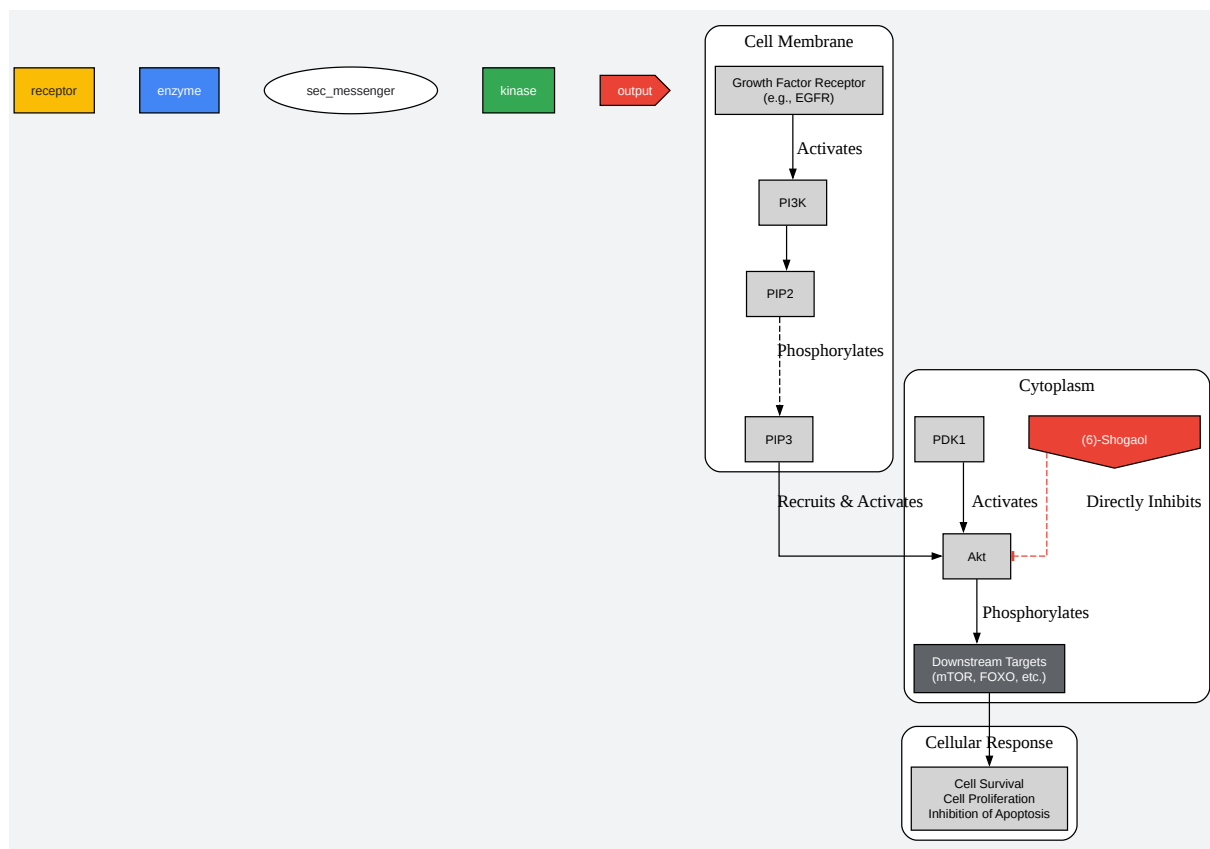 receptor
enzyme
sec_messenger
kinase
output
Cell Membrane
Growth Factor Receptor
(e.g., EGFR)
Activates
PI3K
PIP2
Phosphorylates
PIP3
Recruits & Activates
Cytoplasm
PDK1
(6)-Shogaol
Activates
Directly Inhibits
Akt
Phosphorylates
Downstream Targets
(mTOR, FOXO, etc.)
Cellular Response
Cell Survival
Cell Proliferation
Inhibition of Apoptosis